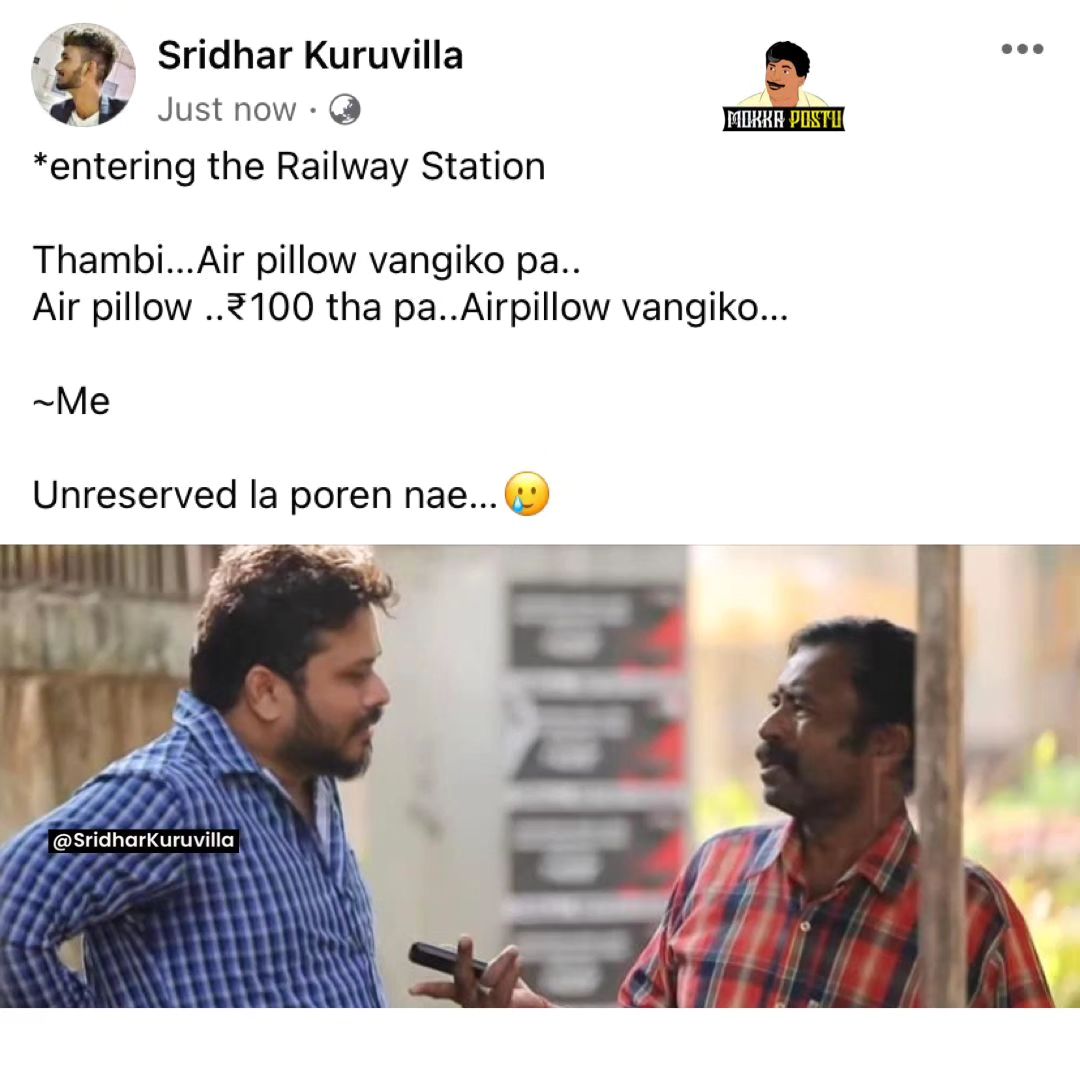 Sridhar Kuruvilla
Just now ·
MOKKA POSTU
*entering the Railway Station
Thambi...Air pillow vangiko pa..
Air pillow ..₹100 tha pa..Airpillow vangiko...
~Me
Unreserved la poren nae...🥲
@SridharKuruvilla